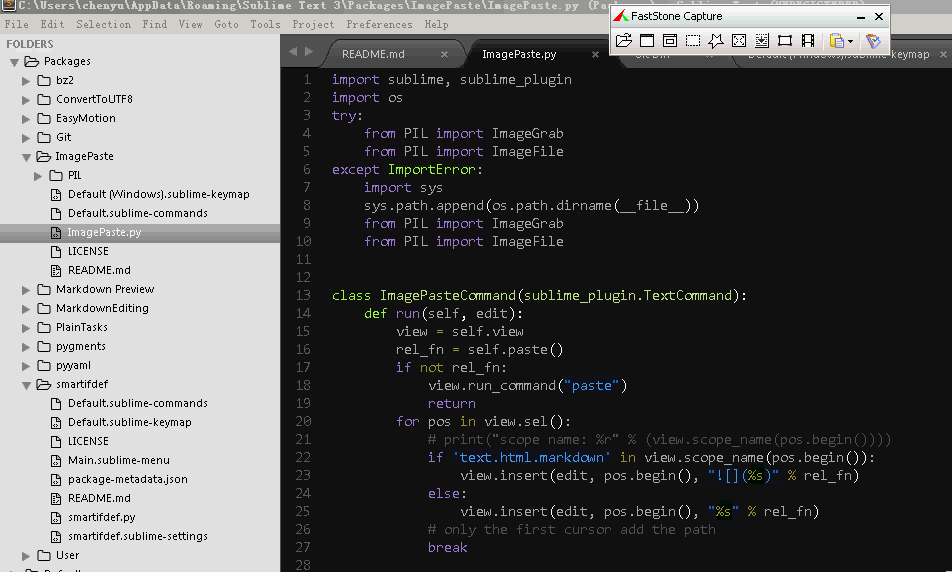 C:\Users\chenyu\AppData\Roaming\Sublime Text 3\Packages\ImagePaste\ImagePaste.py
FastStone Capture
File Edit Selection Find View Goto Tools Project Preferences Help
FOLDERS
Packages
bz2
ConvertToUTF8
EasyMotion
Git
ImagePaste
PIL
Default (Windows).sublime-keymap
Default.sublime-commands
ImagePaste.py
LICENSE
README.md
Markdown Preview
MarkdownEditing
PlainTasks
pygments
pyyaml
smartifdef
Default.sublime-commands
Default.sublime-keymap
LICENSE
Main.sublime-menu
package-metadata.json
README.md
smartifdef.py
smartifdef.sublime-settings
User
README.md
ImagePaste.py
Default (Windows).sublime-keymap
1 import sublime, sublime_plugin
2 import os
3 try:
4     from PIL import ImageGrab
5     from PIL import ImageFile
6 except ImportError:
7     import sys
8     sys.path.append(os.path.dirname(__file__))
9     from PIL import ImageGrab
10     from PIL import ImageFile
11
12
13 class ImagePasteCommand(sublime_plugin.TextCommand):
14     def run(self, edit):
15         view = self.view
16         rel_fn = self.paste()
17         if not rel_fn:
18             view.run_command("paste")
19             return
20         for pos in view.sel():
21             # print("scope name: %r" % (view.scope_name(pos.begin())))
22             if 'text.html.markdown' in view.scope_name(pos.begin()):
23                 view.insert(edit, pos.begin(), "![](%s)" % rel_fn)
24             else:
25                 view.insert(edit, pos.begin(), "%s" % rel_fn)
26             # only the first cursor add the path
27             break
28